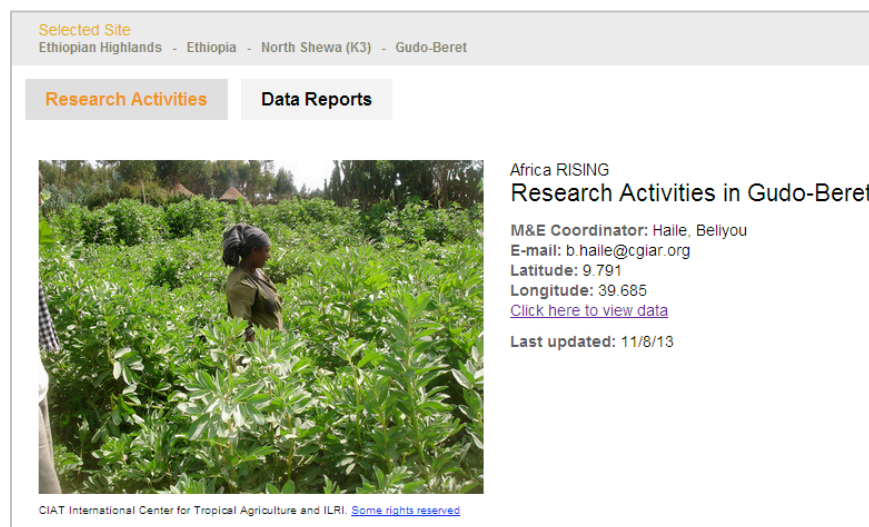 Selected Site
Ethiopian Highlands - Ethiopia - North Shewa (K3) - Gudo-Beret
Research Activities
Data Reports
Africa RISING
Research Activities in Gudo-Beret
M&E Coordinator: Haile, Beliyou
E-mail: b.haile@cgiar.org
Latitude: 9.791
Longitude: 39.685
Click here to view data
Last updated: 11/8/13
CIAT International Center for Tropical Agriculture and ILRI. Some rights reserved